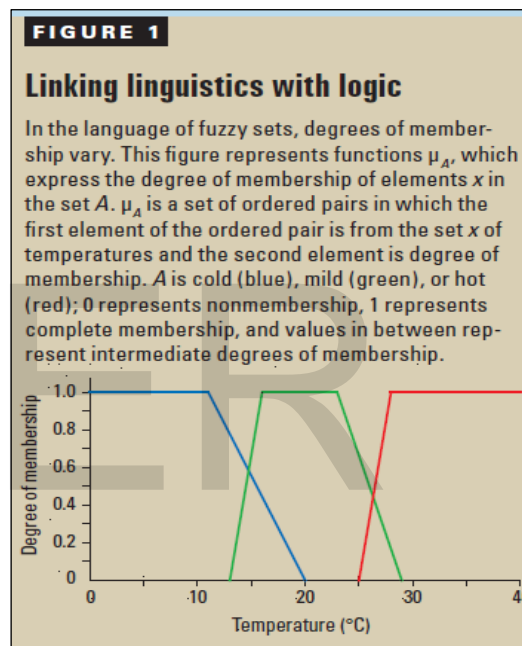 FIGURE 1
Linking linguistics with logic
In the language of fuzzy sets, degrees of member-
ship vary. This figure represents functions μA, which
express the degree of membership of elements x in
the set A. μA is a set of ordered pairs in which the
first element of the ordered pair is from the set x of
temperatures and the second element is degree of
membership. A is cold (blue), mild (green), or hot
(red); 0 represents nonmembership, 1 represents
complete membership, and values in between rep-
resent intermediate degrees of membership.
ER
Degree of membership
1.0
0.8
0.6
0.4
0.2
0
0 10 20 30 4
Temperature (°C)